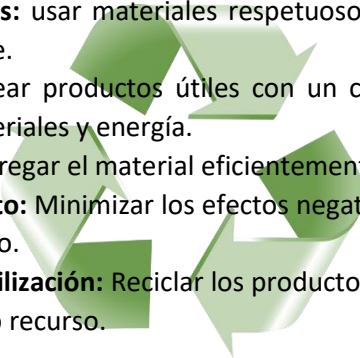 s: usar materiales respetuoso
e.
ear productos útiles con un d
eriales y energía.
regar el material eficientement
to: Minimizar los efectos negat
o.
ilización: Reciclar los producto
o recurso.